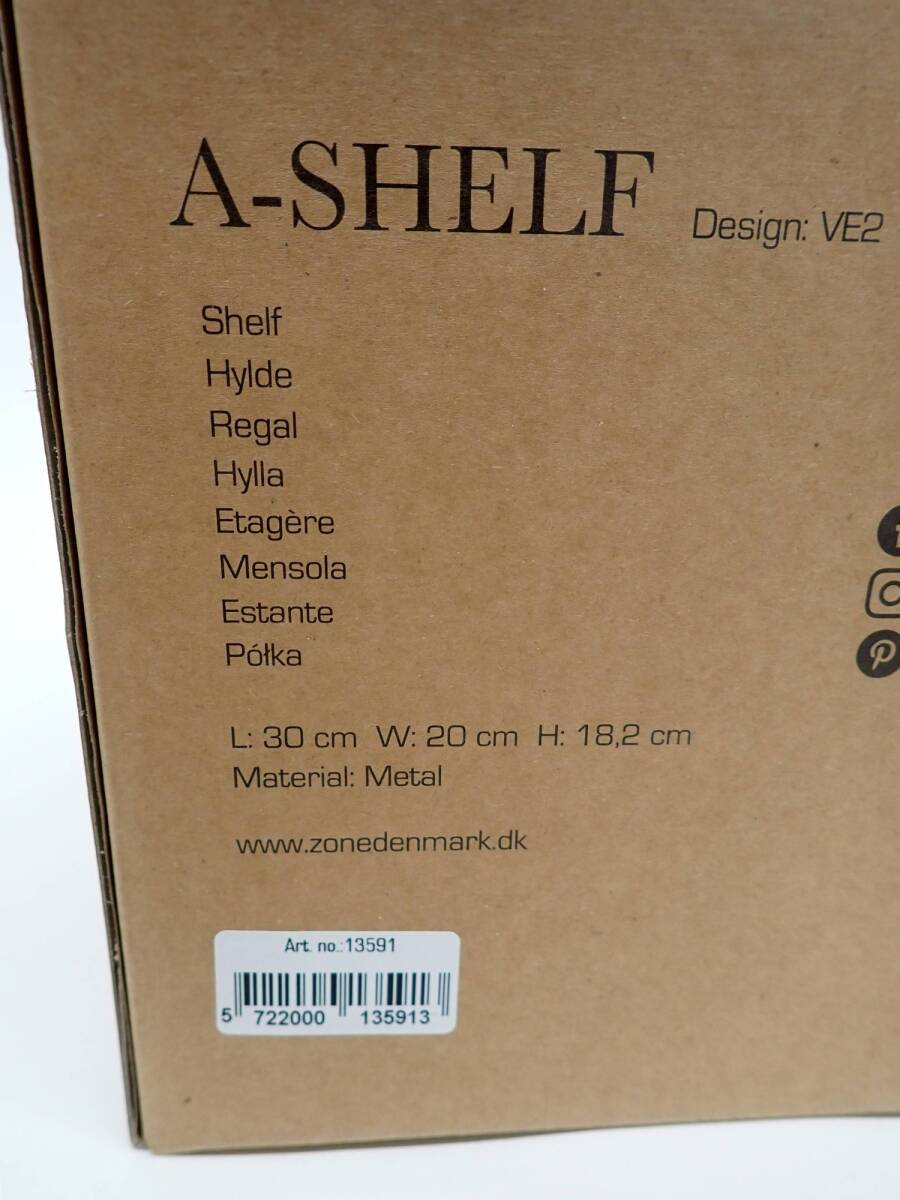 A-SHELF Design: VE2
Shelf
Hylde
Regal
Hylla
Etagère
Mensola
Estante
Półka
L: 30 cm W: 20 cm H: 18,2 cm
Material: Metal
www.zonedenmark.dk
Art. no.:13591
5 722000 135913